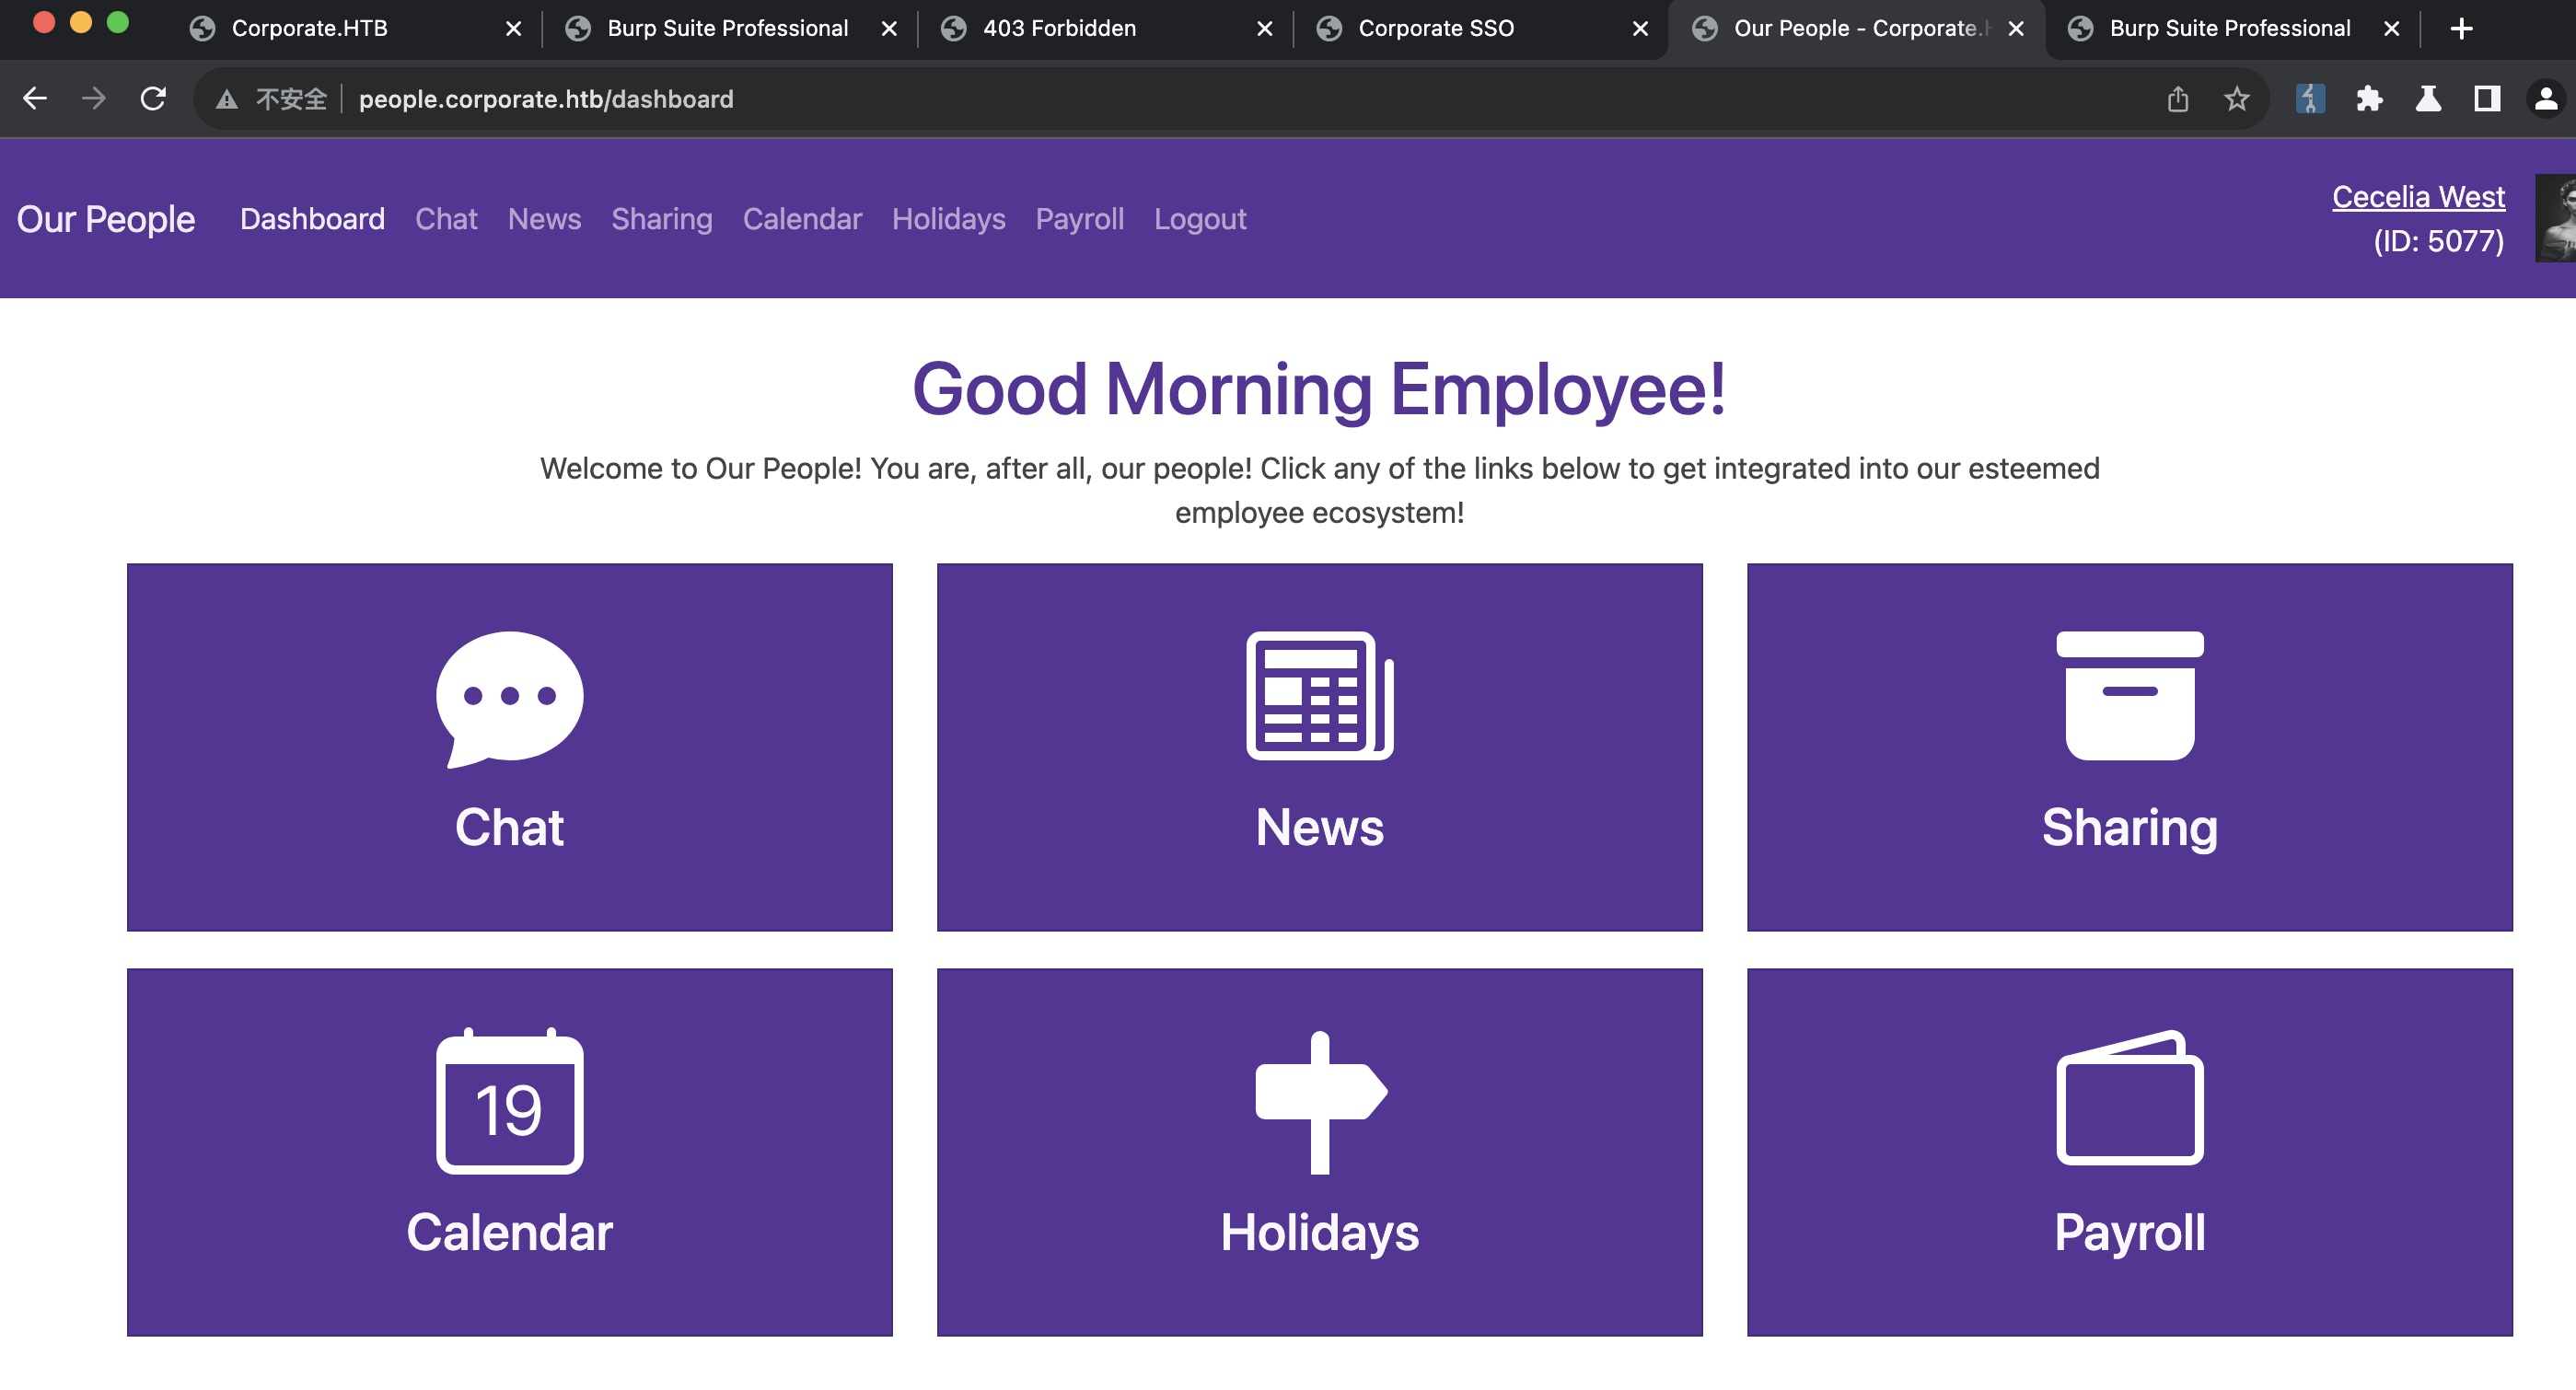 Corporate.HTB
Burp Suite Professional
403 Forbidden
Corporate SSO
Our People - Corporate.H
Burp Suite Professional
不安全
people.corporate.htb/dashboard
Our People
Dashboard
Chat
News
Sharing
Calendar
Holidays
Payroll
Logout
Cecelia West
(ID: 5077)
Good Morning Employee!
Welcome to Our People! You are, after all, our people! Click any of the links below to get integrated into our esteemed
employee ecosystem!
Chat
News
Sharing
19
Calendar
Holidays
Payroll